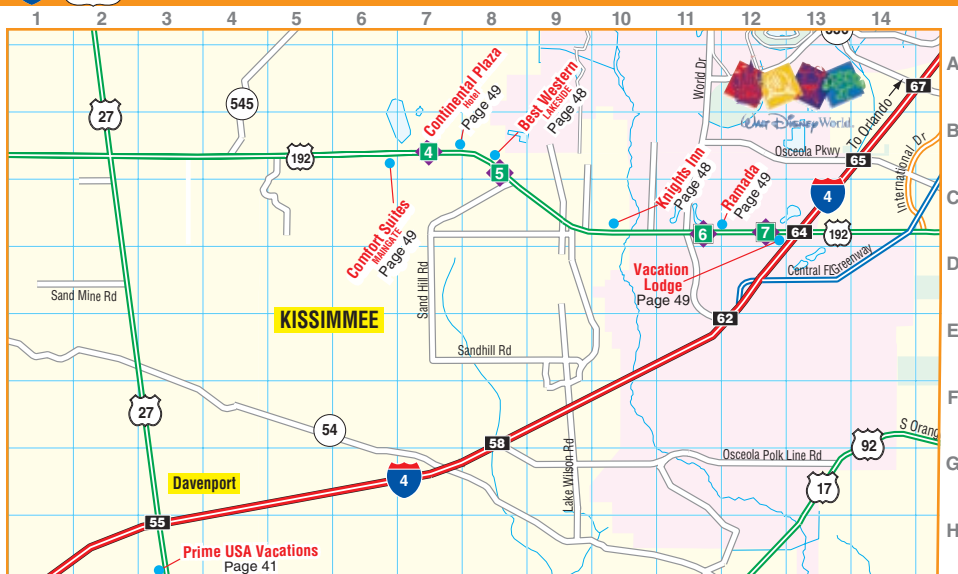 1 2 3 4 5 6 7 8 9 10 11 12 13 14
A
B
C
D
E
F
G
H
27
545
192
Continental Plaza
Hotel
Page 49
4
Best Western
LAKESIDE
Page 48
5
World Dr
Walt Disney World.
To Orlando
67
Osceola Pkwy
65
International Dr
4
Comfort Suites
MAINGATE
Page 49
Knights Inn
Page 48
Ramada
Page 49
6
7
64
192
Vacation
Lodge
Page 49
Central Fl
Greenway
Sand Mine Rd
Sand Hill Rd
KISSIMMEE
62
Sandhill Rd
27
54
58
Lake Wilson Rd
Osceola Polk Line Rd
S Orang
92
17
Davenport
4
55
Prime USA Vacations
Page 41